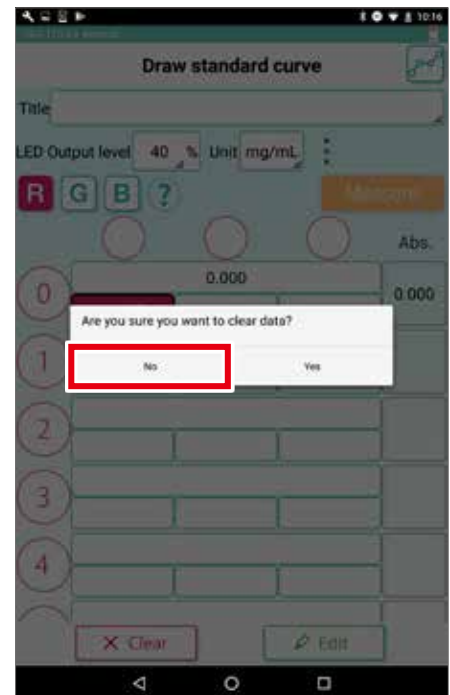 10:16
Draw standard curve
Title
LED Output level 40 % Unit mg/mL
R G B ? Measure
Abs.
0 0.000 0.000
Are you sure you want to clear data?
1 No Yes
2
3
4
Clear Edit